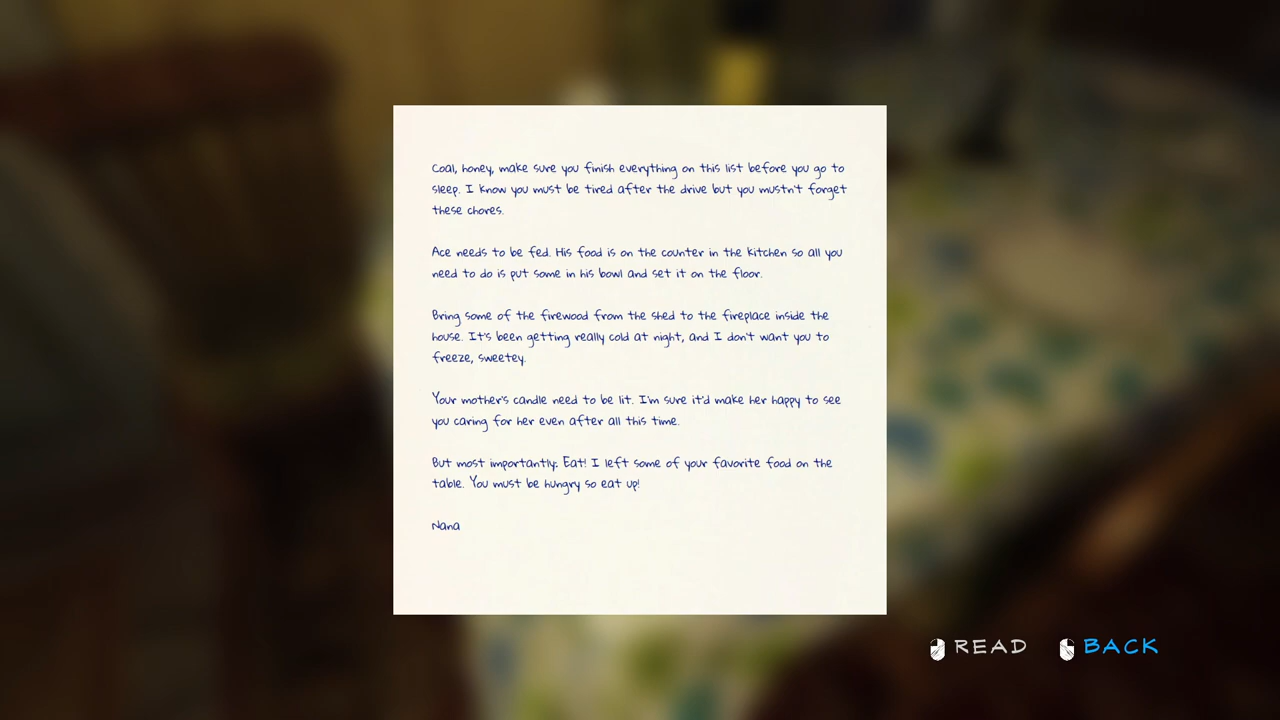 Coal, honey, make sure you finish everything on this list before you go to
sleep. I know you must be tired after the drive but you mustn't forget
these chores.
Ace needs to be fed. His food is on the counter in the kitchen so all you
need to do is put some in his bowl and set it on the floor.
Bring some of the firewood from the shed to the fireplace inside the
house. It's been getting really cold at night, and I don't want you to
freeze, sweetey.
Your mother's candle need to be lit. I'm sure it'd make her happy to see
you caring for her even after all this time.
But most importantly: Eat! I left some of your favorite food on the
table. You must be hungry so eat up!
Nana
READ BACK